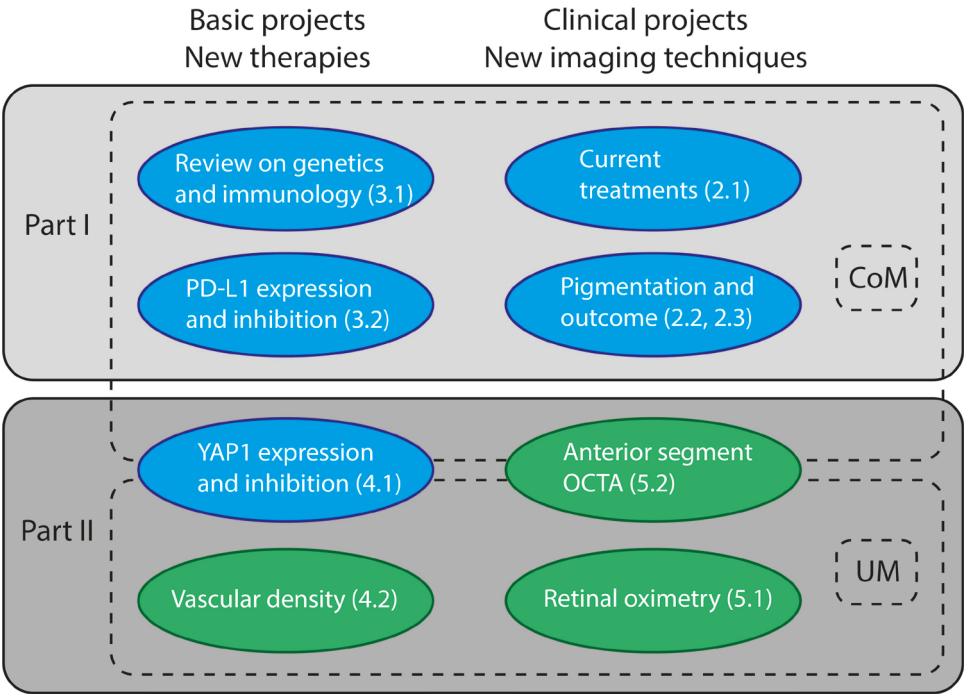 Basic projects
New therapies
Clinical projects
New imaging techniques
Part I
Review on genetics
and immunology (3.1)
Current
treatments (2.1)
PD-L1 expression
and inhibition (3.2)
Pigmentation and
outcome (2.2, 2.3)
CoM
Part II
YAP1 expression
and inhibition (4.1)
Anterior segment
OCTA (5.2)
Vascular density (4.2)
Retinal oximetry (5.1)
UM